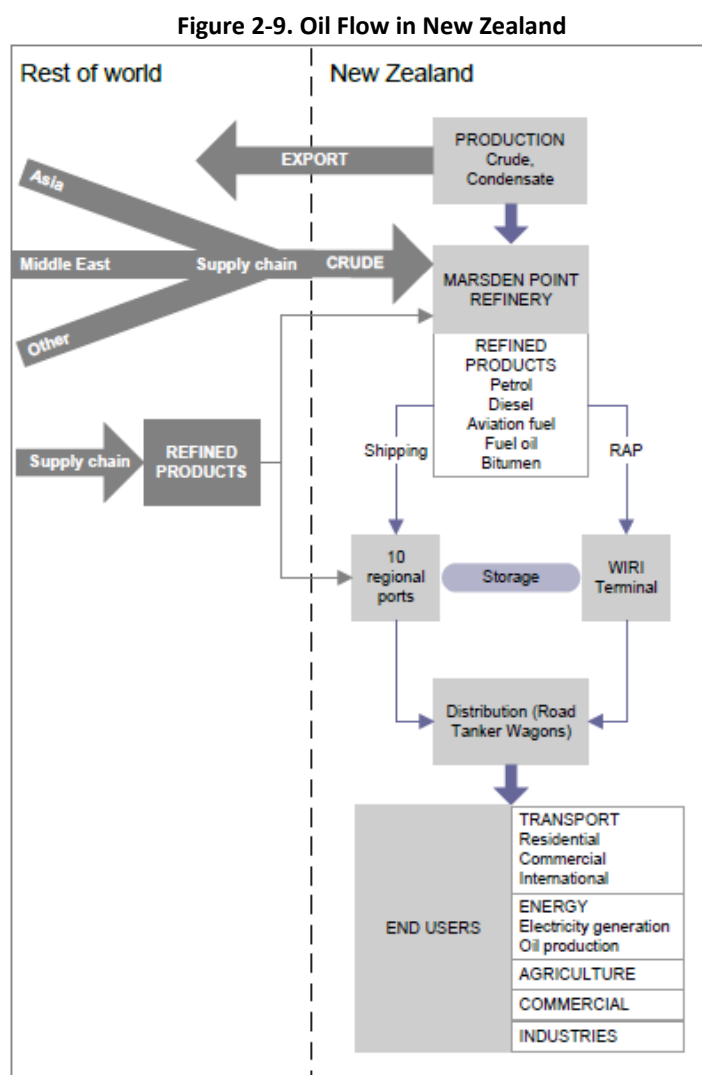 Figure 2-9. Oil Flow in New Zealand
Rest of world
New Zealand
PRODUCTION
Crude,
Condensate
EXPORT
Asia
Middle East
Supply chain
CRUDE
Other
MARSDEN POINT
REFINERY
REFINED
PRODUCTS
Petrol
Diesel
Aviation fuel
Fuel oil
Bitumen
Supply chain
REFINED
PRODUCTS
Shipping
RAP
10
regional
ports
Storage
WIRI
Terminal
Distribution (Road
Tanker Wagons)
END USERS
TRANSPORT
Residential
Commercial
International
ENERGY
Electricity generation
Oil production
AGRICULTURE
COMMERCIAL
INDUSTRIES